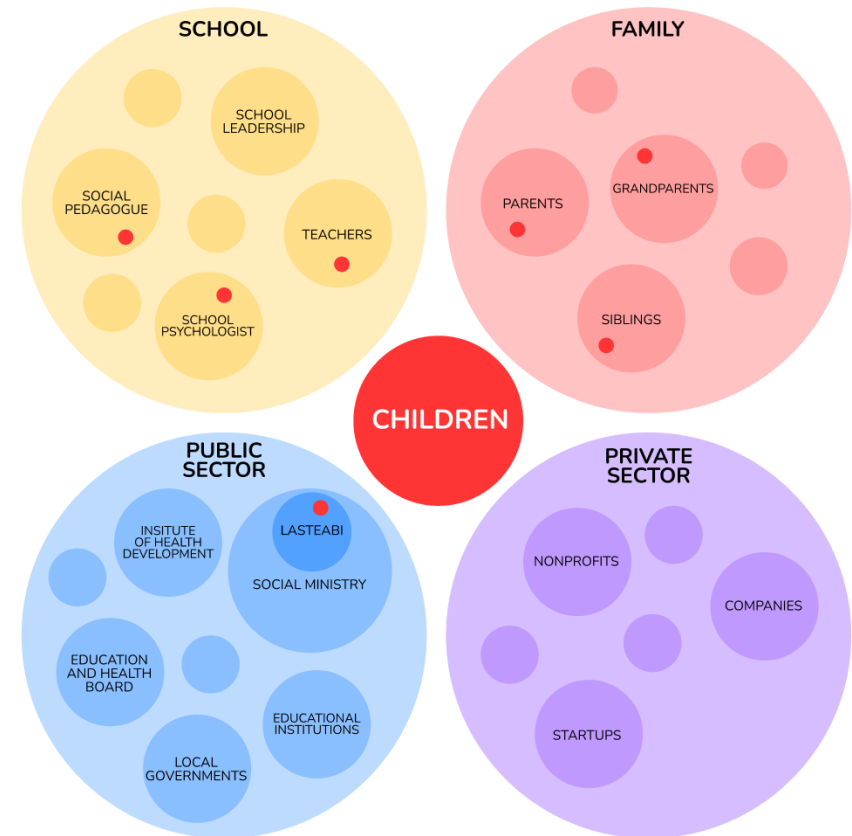 SCHOOL
SCHOOL
LEADERSHIP
SOCIAL
PEDAGOGUE
TEACHERS
SCHOOL
PSYCHOLOGIST
FAMILY
PARENTS
GRANDPARENTS
SIBLINGS
CHILDREN
PUBLIC
SECTOR
INSITUTE
OF HEALTH
DEVELOPMENT
LASTEABI
SOCIAL MINISTRY
EDUCATION
AND HEALTH
BOARD
EDUCATIONAL
INSTITUTIONS
LOCAL
GOVERNMENTS
PRIVATE
SECTOR
NONPROFITS
COMPANIES
STARTUPS